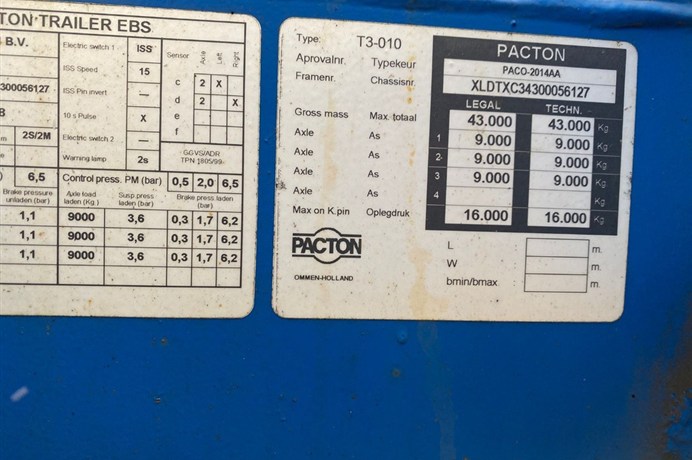 TON TRAILER EBS
B.V.
Electric switch 1 ISS
Sensor Axle Left Right
ISS Speed 15
c 2 X
300056127
ISS Pin invert —
d 2 X
B
10 s Pulse X
e
2S/2M
Electric switch 2 —
f
Warning lamp 2s
GGVS/ADR
TPN 1805/99
6,5 Control press. PM (bar) 0,5 2,0 6,5
Brake pressure unladen (bar) Axle load laden (Kg.) Susp.press laden (bar) Brake press.laden (bar)
1,1 9000 3,6 0,3 1,7 6,2
1,1 9000 3,6 0,3 1,7 6,2
1,1 9000 3,6 0,3 1,7 6,2
Type: T3-010
PACTON
Aprovalnr. Typekeur PACO-2014AA
Framenr. Chassisnr. XLDTXC34300056127
LEGAL TECHN.
Gross mass Max. totaal 43.000 43.000 Kg
Axle As 1 9.000 9.000 Kg
Axle As 2 9.000 9.000 Kg
Axle As 3 9.000 9.000 Kg
Axle As 4 Kg
Max on K.pin Oplegdruk 16.000 16.000 Kg
PACTON
OMMEN-HOLLAND
L m.
W m.
bmin/bmax. m.